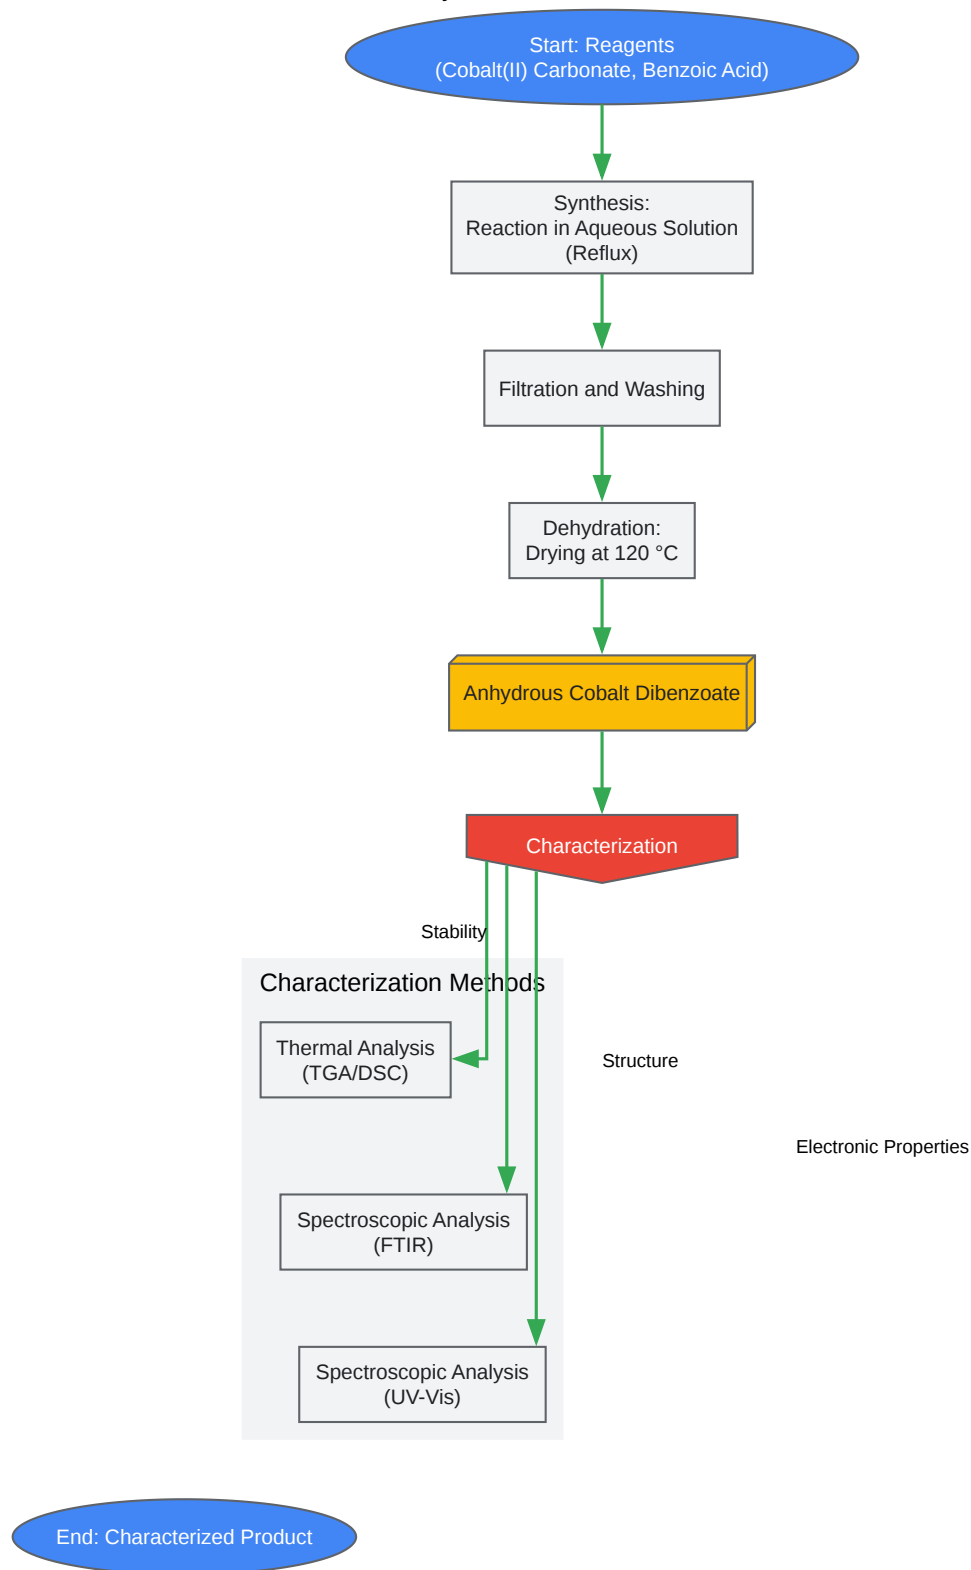 Start: Reagents
(Cobalt(II) Carbonate, Benzoic Acid)
Synthesis:
Reaction in Aqueous Solution
(Reflux)
Filtration and Washing
Dehydration:
Drying at 120 °C
Anhydrous Cobalt Dibenzoate
Characterization
Stability
Characterization Methods
Thermal Analysis
(TGA/DSC)
Structure
Electronic Properties
Spectroscopic Analysis
(FTIR)
Spectroscopic Analysis
(UV-Vis)
End: Characterized Product